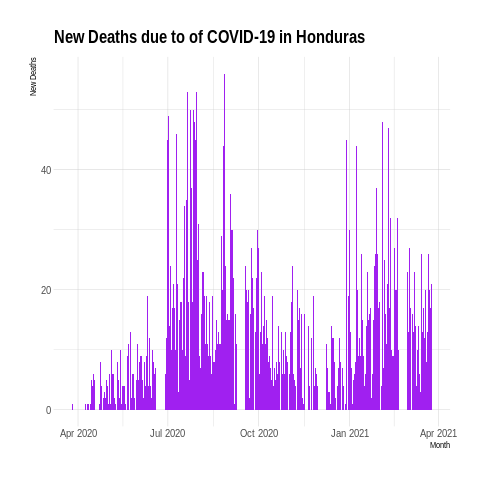 New Deaths due to of COVID-19 in Honduras
New Deaths
40
20
0
Apr 2020
Jul 2020
Oct 2020
Jan 2021
Apr 2021
Month